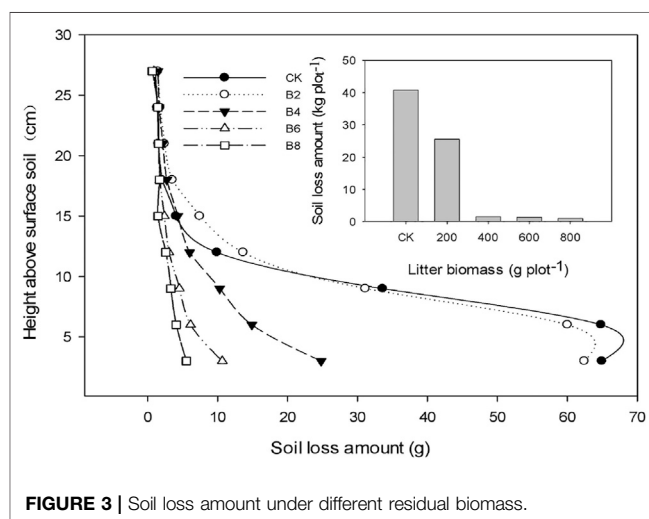 30
25
20
15
10
5
Height above surface soil (cm)
0 10 20 30 40 50 60 70
Soil loss amount (g)
CK
B2
B4
B6
B8
50
40
30
20
10
0
Soil loss amount (kg plot-1)
CK 200 400 600 800
Litter biomass (g plot-1)
FIGURE 3 | Soil loss amount under different residual biomass.